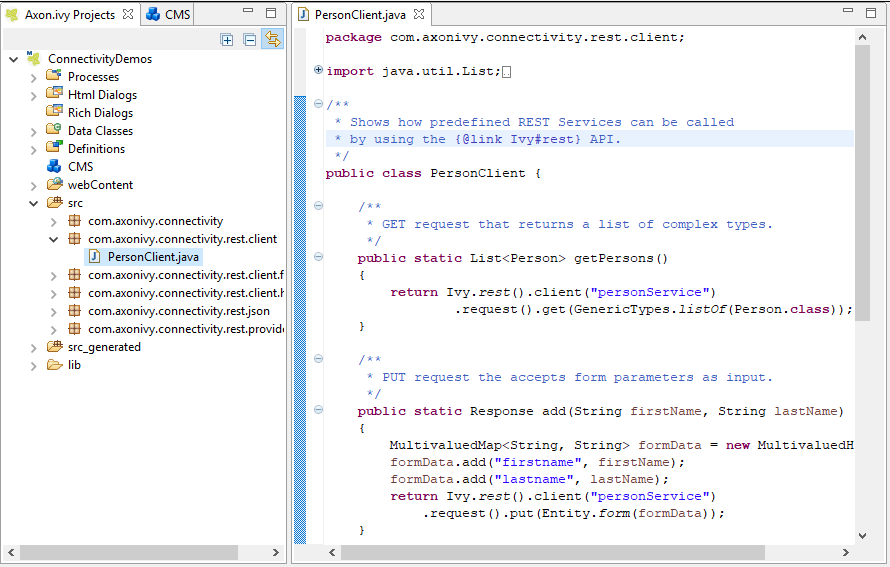 Axon.ivy Projects
CMS
ConnectivityDemos
Processes
Html Dialogs
Rich Dialogs
Data Classes
Definitions
CMS
webContent
src
com.axonivy.connectivity
com.axonivy.connectivity.rest.client
PersonClient.java
com.axonivy.connectivity.rest.client.f
com.axonivy.connectivity.rest.client.h
com.axonivy.connectivity.rest.json
com.axonivy.connectivity.rest.provide
src_generated
lib
PersonClient.java
package com.axonivy.connectivity.rest.client;
import java.util.List;
/**
* Shows how predefined REST Services can be called
* by using the {@link Ivy#rest} API.
*/
public class PersonClient {
/**
* GET request that returns a list of complex types.
*/
public static List<Person> getPersons()
{
return Ivy.rest().client("personService")
.request().get(GenericTypes.listOf(Person.class));
}
/**
* PUT request the accepts form parameters as input.
*/
public static Response add(String firstName, String lastName)
{
MultivaluedMap<String, String> formData = new MultivaluedH
formData.add("firstname", firstName);
formData.add("lastname", lastName);
return Ivy.rest().client("personService")
.request().put(Entity.form(formData));
}